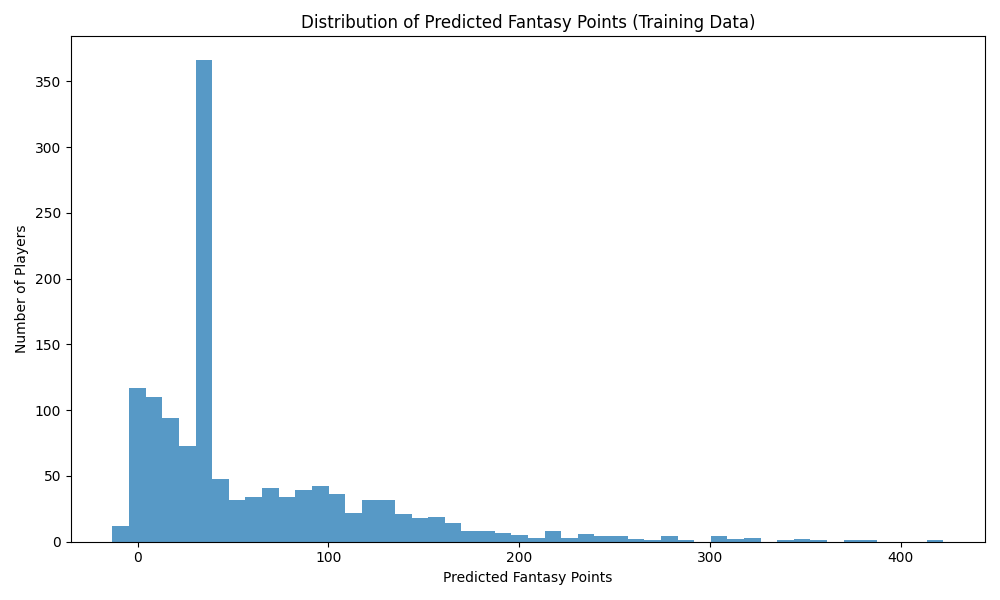 Distribution of Predicted Fantasy Points (Training Data)
Number of Players
350
300
250
200
150
100
50
0
0 100 200 300 400
Predicted Fantasy Points